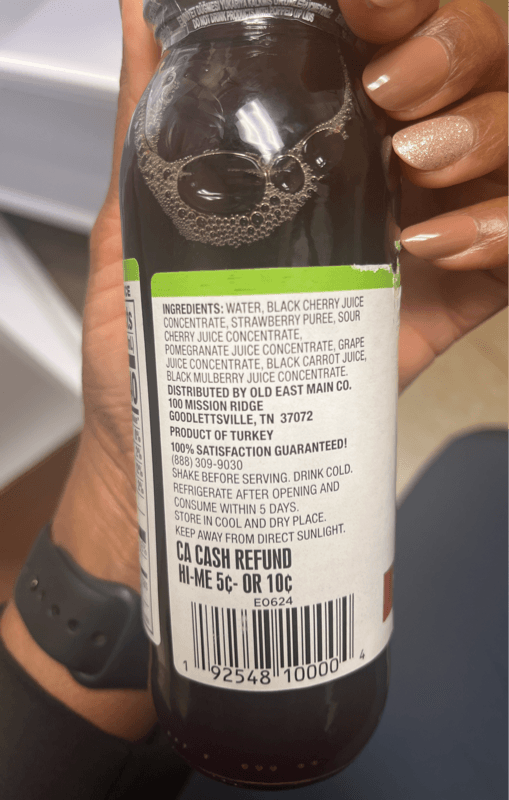 INGREDIENTS: WATER, BLACK CHERRY JUICE
CONCENTRATE, STRAWBERRY PUREE, SOUR
CHERRY JUICE CONCENTRATE,
POMEGRANATE JUICE CONCENTRATE, GRAPE
JUICE CONCENTRATE, BLACK CARROT JUICE,
BLACK MULBERRY JUICE CONCENTRATE.
DISTRIBUTED BY OLD EAST MAIN CO.
100 MISSION RIDGE
GOODLETTSVILLE, TN 37072
PRODUCT OF TURKEY
100% SATISFACTION GUARANTEED!
(888) 309-9030
SHAKE BEFORE SERVING. DRINK COLD.
REFRIGERATE AFTER OPENING AND
CONSUME WITHIN 5 DAYS.
STORE IN COOL AND DRY PLACE.
KEEP AWAY FROM DIRECT SUNLIGHT.
CA CASH REFUND
HI-ME 5¢- OR 10¢
E0624
1 92548 10000 4